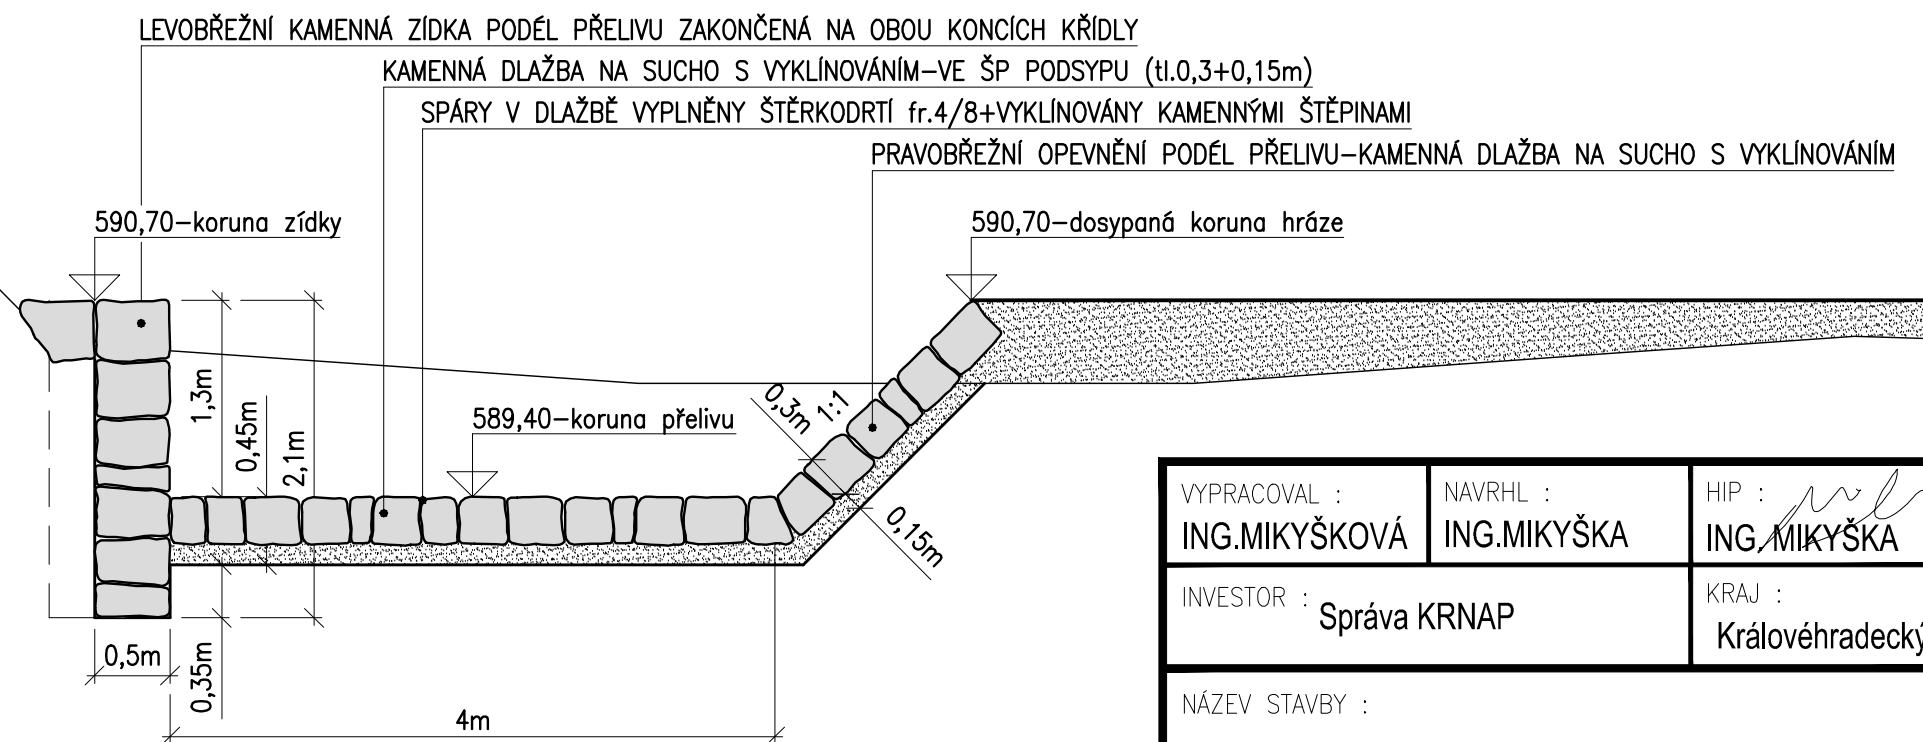 LEVOBŘEŽNÍ KAMENNÁ ZÍDKA PODÉL PŘELIVU ZAKONČENÁ NA OBOU KONCÍCH KŘÍDLY
KAMENNÁ DLAŽBA NA SUCHO S VYKLÍNOVÁNÍM-VE ŠP PODSYPU (tl.0,3+0,15m)
SPÁRY V DLAŽBĚ VYPLNĚNY ŠTĚRKODRTÍ fr.4/8+VYKLÍNOVÁNY KAMENNÝMI ŠTĚPINAMI
PRAVOBŘEŽNÍ OPEVNĚNÍ PODÉL PŘELIVU-KAMENNÁ DLAŽBA NA SUCHO S VYKLÍNOVÁNÍM
590,70-koruna zídky
590,70-dosypaná koruna hráze
1,3m
0,45m
2,1m
589,40-koruna přelivu
0,3m
1:1
0,15m
0,5m
0,35m
4m
VYPRACOVAL :
ING.MIKYŠKOVÁ
NAVRHL :
ING.MIKYŠKA
HIP :
ING. MIKYŠKA
INVESTOR :
Správa KRNAP
KRAJ :
Královéhradecký
NÁZEV STAVBY :